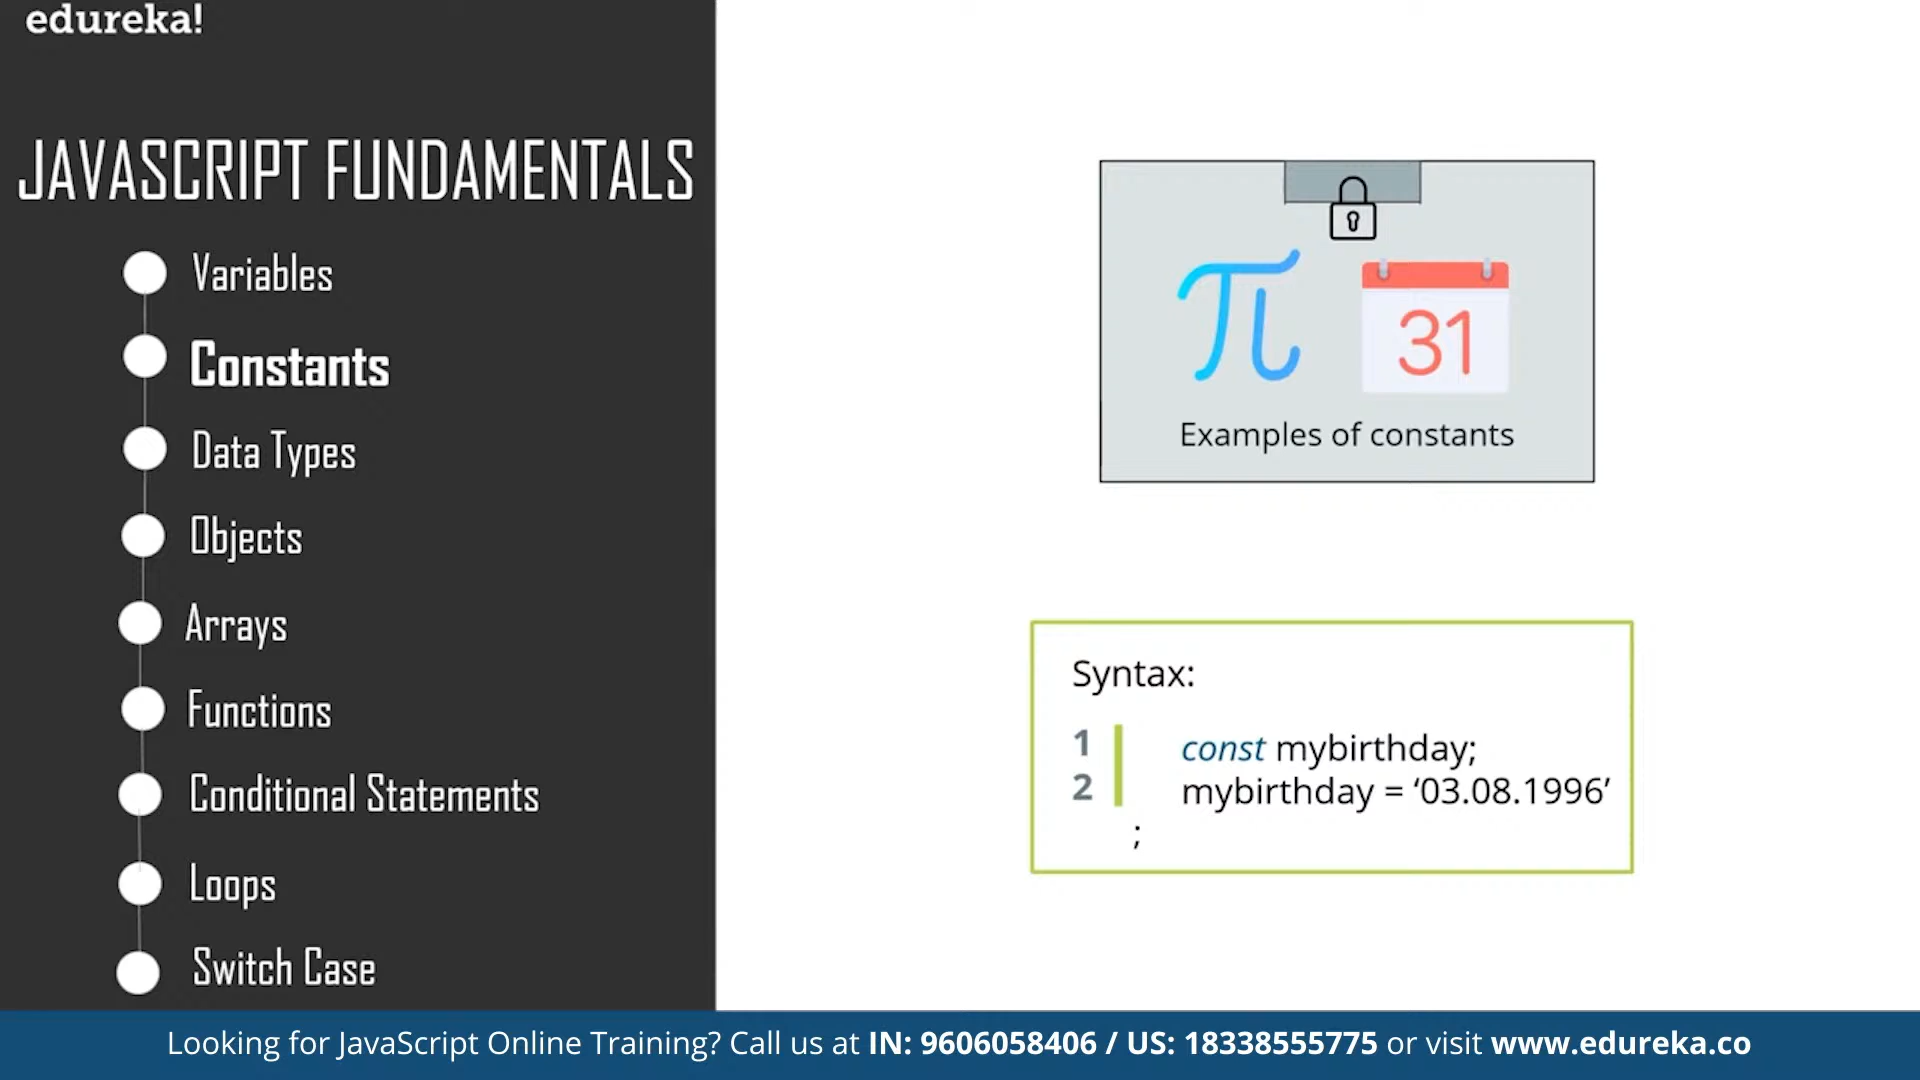 edureka!
JAVASCRIPT FUNDAMENTALS
Variables
Constants
Data Types
Objects
Arrays
Functions
Conditional Statements
Loops
Switch Case
π
31
Examples of constants
Syntax:
1 const mybirthday;
2 mybirthday = ‘03.08.1996’
;
Looking for JavaScript Online Training? Call us at IN: 9606058406 / US: 18338555775 or visit www.edureka.co